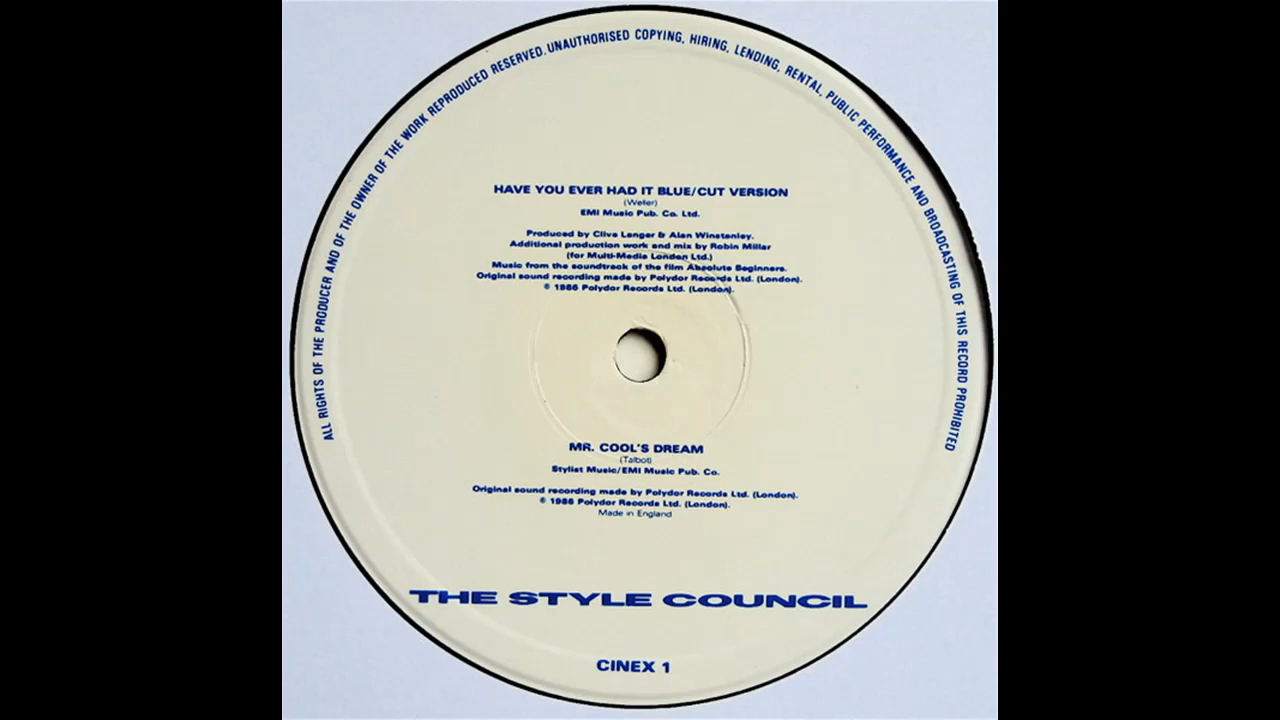 ALL RIGHTS OF THE PRODUCER AND OF THE OWNER OF THE WORK REPRODUCED RESERVED. UNAUTHORISED COPYING, HIRING, LENDING, RENTAL, PUBLIC PERFORMANCE AND BROADCASTING OF THIS RECORD PROHIBITED
HAVE YOU EVER HAD IT BLUE/CUT VERSION
(Weller)
EMI Music Pub. Co. Ltd.
Produced by Clive Langer & Alan Winstanley.
Additional production work and mix by Robin Millar
(for Multi-Media London Ltd.)
Music from the soundtrack of the film Absolute Beginners.
Original sound recording made by Polydor Records Ltd. (London).
℗ 1986 Polydor Records Ltd. (London).
MR. COOL'S DREAM
(Talbot)
Stylist Music/EMI Music Pub. Co.
Original sound recording made by Polydor Records Ltd. (London).
℗ 1986 Polydor Records Ltd. (London).
Made in England
THE STYLE COUNCIL
CINEX 1